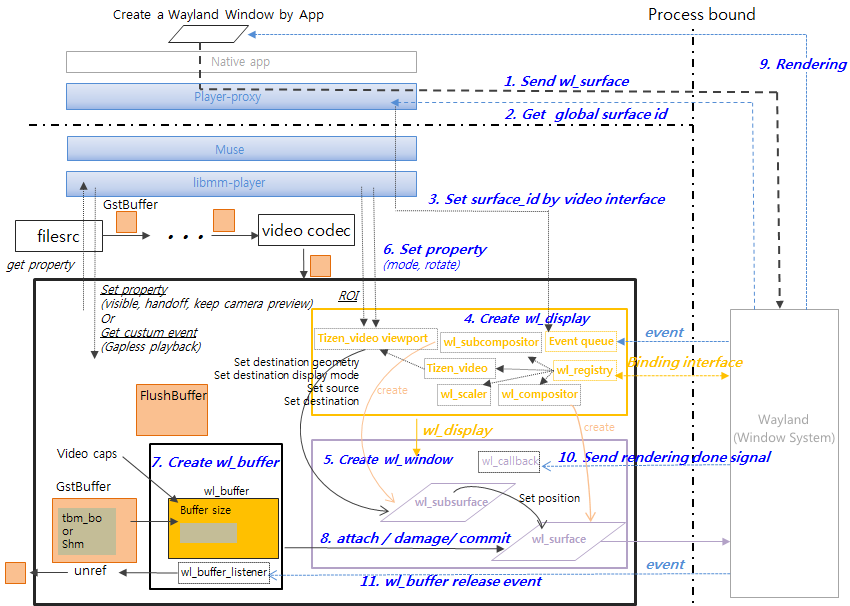 Create a Wayland Window by App
Process bound
Native app
9. Rendering
1. Send wl_surface
Player-proxy
2. Get global surface id
Muse
libmm-player
3. Set surface_id by video interface
GstBuffer
filesrc
. . .
video codec
6. Set property
(mode, rotate)
get property
Set property
(visible, handoff, keep camera preview)
Or
Get custum event
(Gapless playback)
ROI
4. Create wl_display
Tizen_video viewport
wl_subcompositor
Event queue
event
Set destination geometry
Set destination display mode
Set source
Set destination
Tizen_video
wl_registry
Binding interface
create
wl_scaler
wl_compositor
FlushBuffer
wl_display
create
Wayland
(Window System)
Video caps
7. Create wl_buffer
5. Create wl_window
wl_callback
10. Send rendering done signal
GstBuffer
wl_buffer
Buffer size
wl_subsurface
Set position
tbm_bo
or
Shm
8. attach / damage/ commit
wl_surface
unref
wl_buffer_listener
event
11. wl_buffer release event